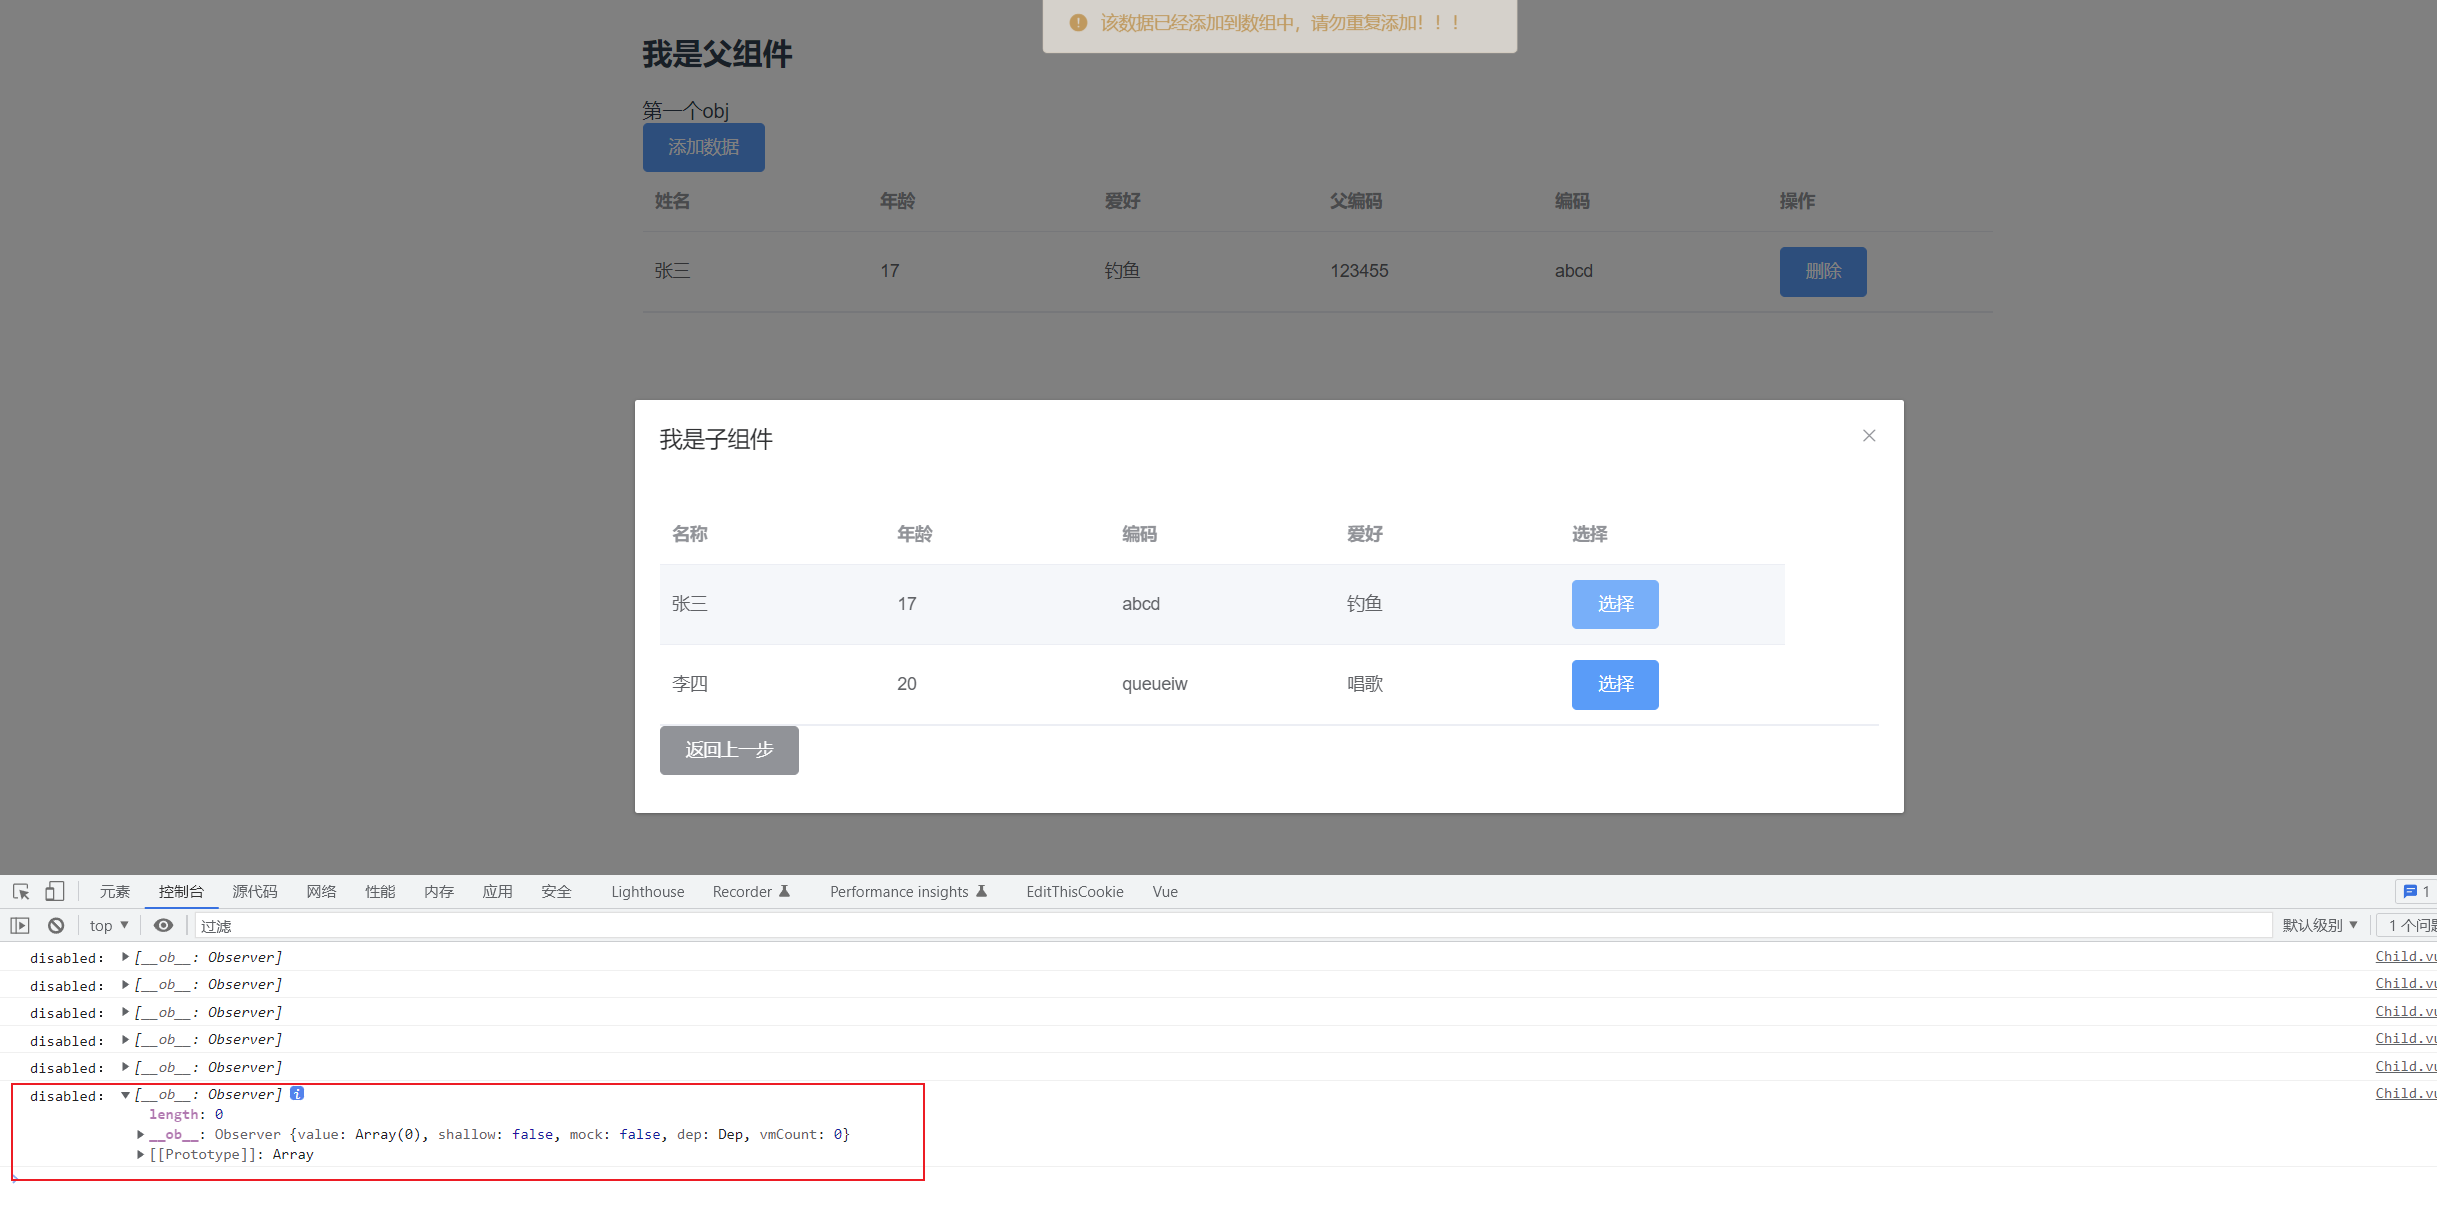 该数据已经添加到数组中，请勿重复添加！！！
我是父组件
第一个obj
添加数据
姓名 年龄 爱好 父编码 编码 操作
张三 17 钓鱼 123455 abcd 删除
我是子组件
名称 年龄 编码 爱好 选择
张三 17 abcd 钓鱼 选择
李四 20 queueiw 唱歌 选择
返回上一步
元素 控制台 源代码 网络 性能 内存 应用 安全 Lighthouse Recorder Performance insights EditThisCookie Vue 1
top 过滤 默认级别 1 个问
disabled: [__ob__: Observer] Child.vu
disabled: [__ob__: Observer] Child.vu
disabled: [__ob__: Observer] Child.vu
disabled: [__ob__: Observer] Child.vu
disabled: [__ob__: Observer] Child.vu
disabled: [__ob__: Observer] i Child.vu
length: 0
__ob__: Observer {value: Array(0), shallow: false, mock: false, dep: Dep, vmCount: 0}
[[Prototype]]: Array